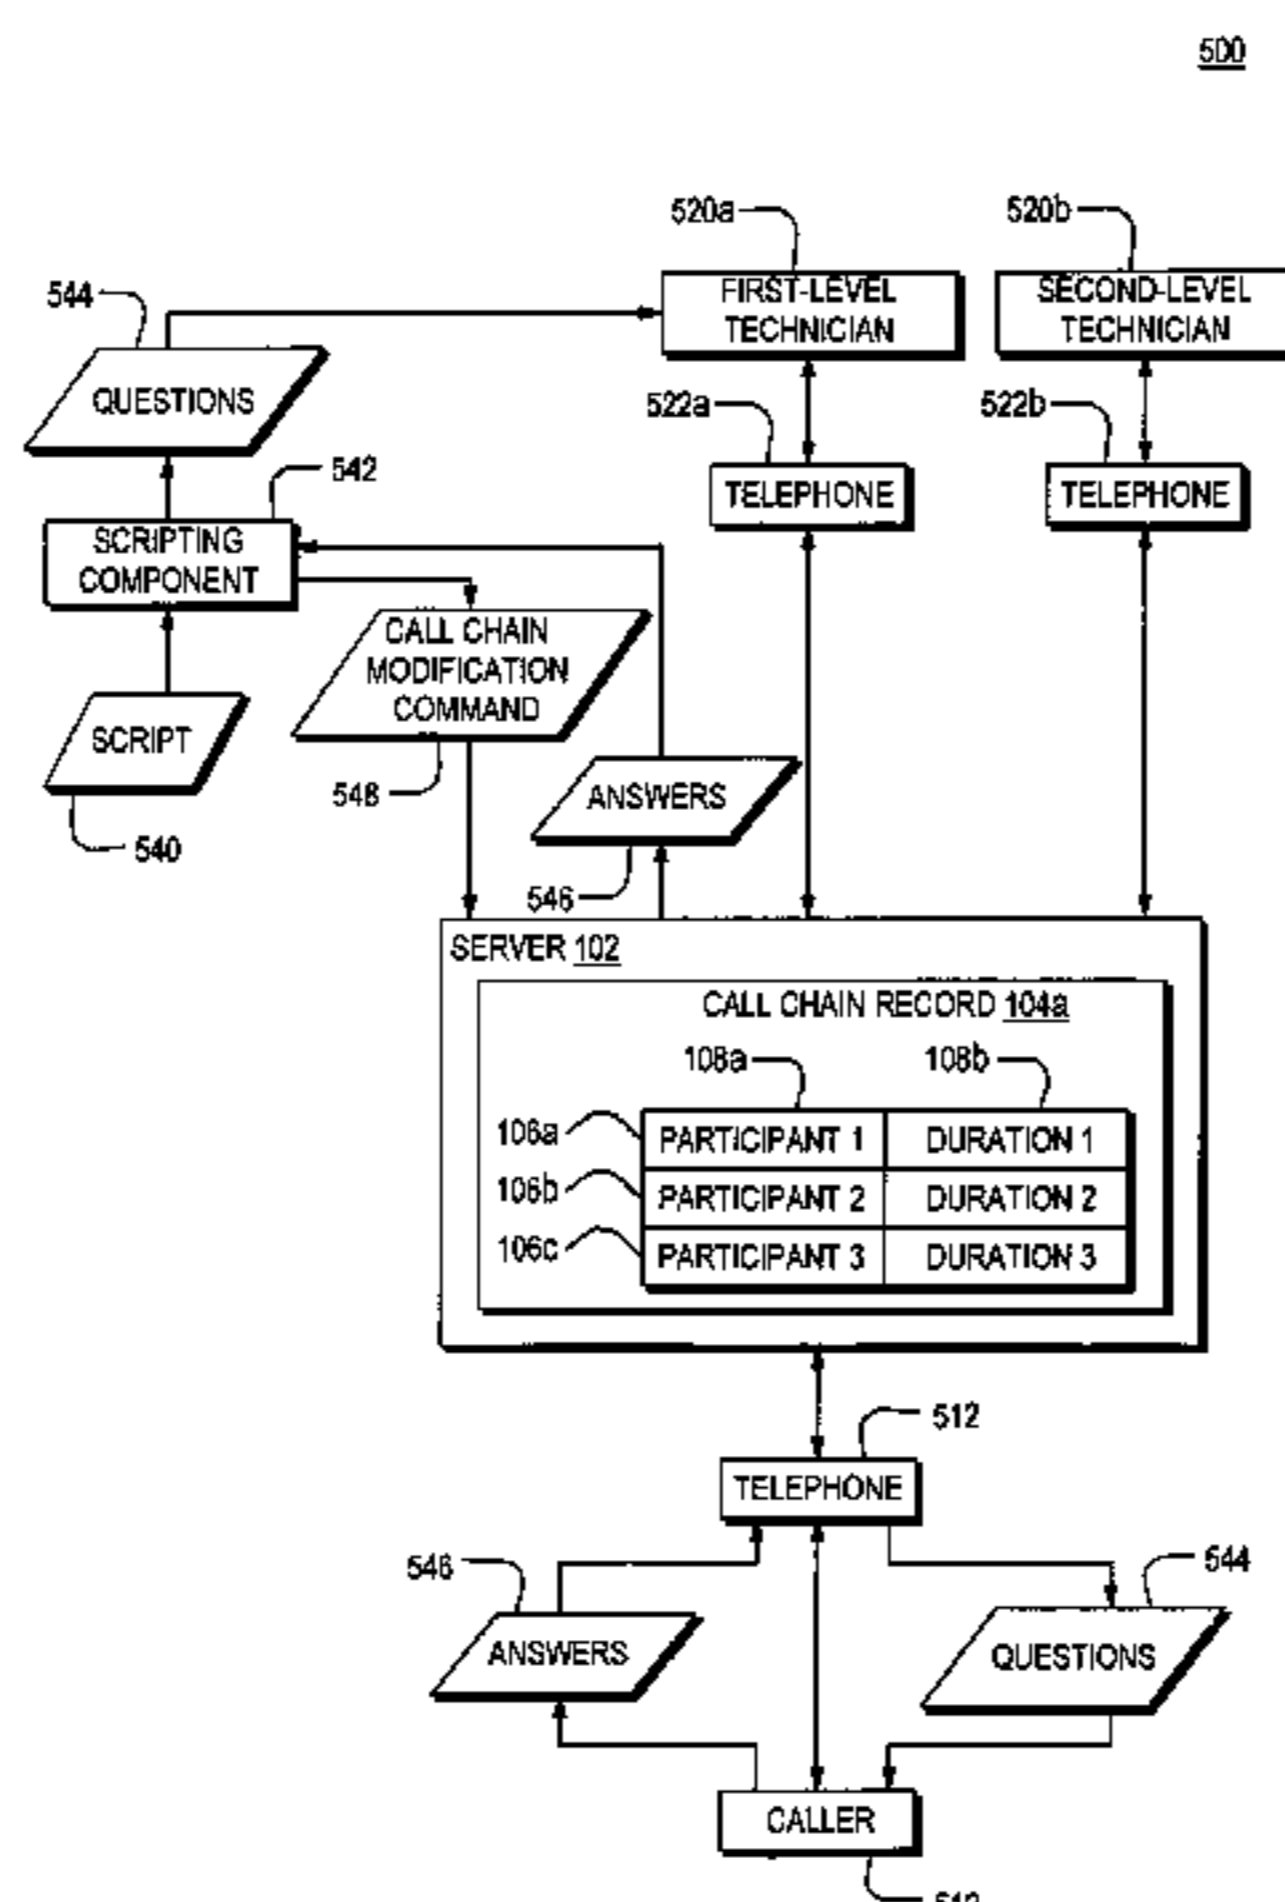 500
520a
520b
FIRST-LEVEL
TECHNICIAN
SECOND-LEVEL
TECHNICIAN
544
QUESTIONS
522a
522b
542
TELEPHONE
TELEPHONE
SCRIPTING
COMPONENT
CALL CHAIN
MODIFICATION
COMMAND
SCRIPT
548
ANSWERS
540
546
SERVER 102
CALL CHAIN RECORD 104a
108a
108b
106a
PARTICIPANT 1
DURATION 1
106b
PARTICIPANT 2
DURATION 2
106c
PARTICIPANT 3
DURATION 3
512
TELEPHONE
546
544
ANSWERS
QUESTIONS
CALLER